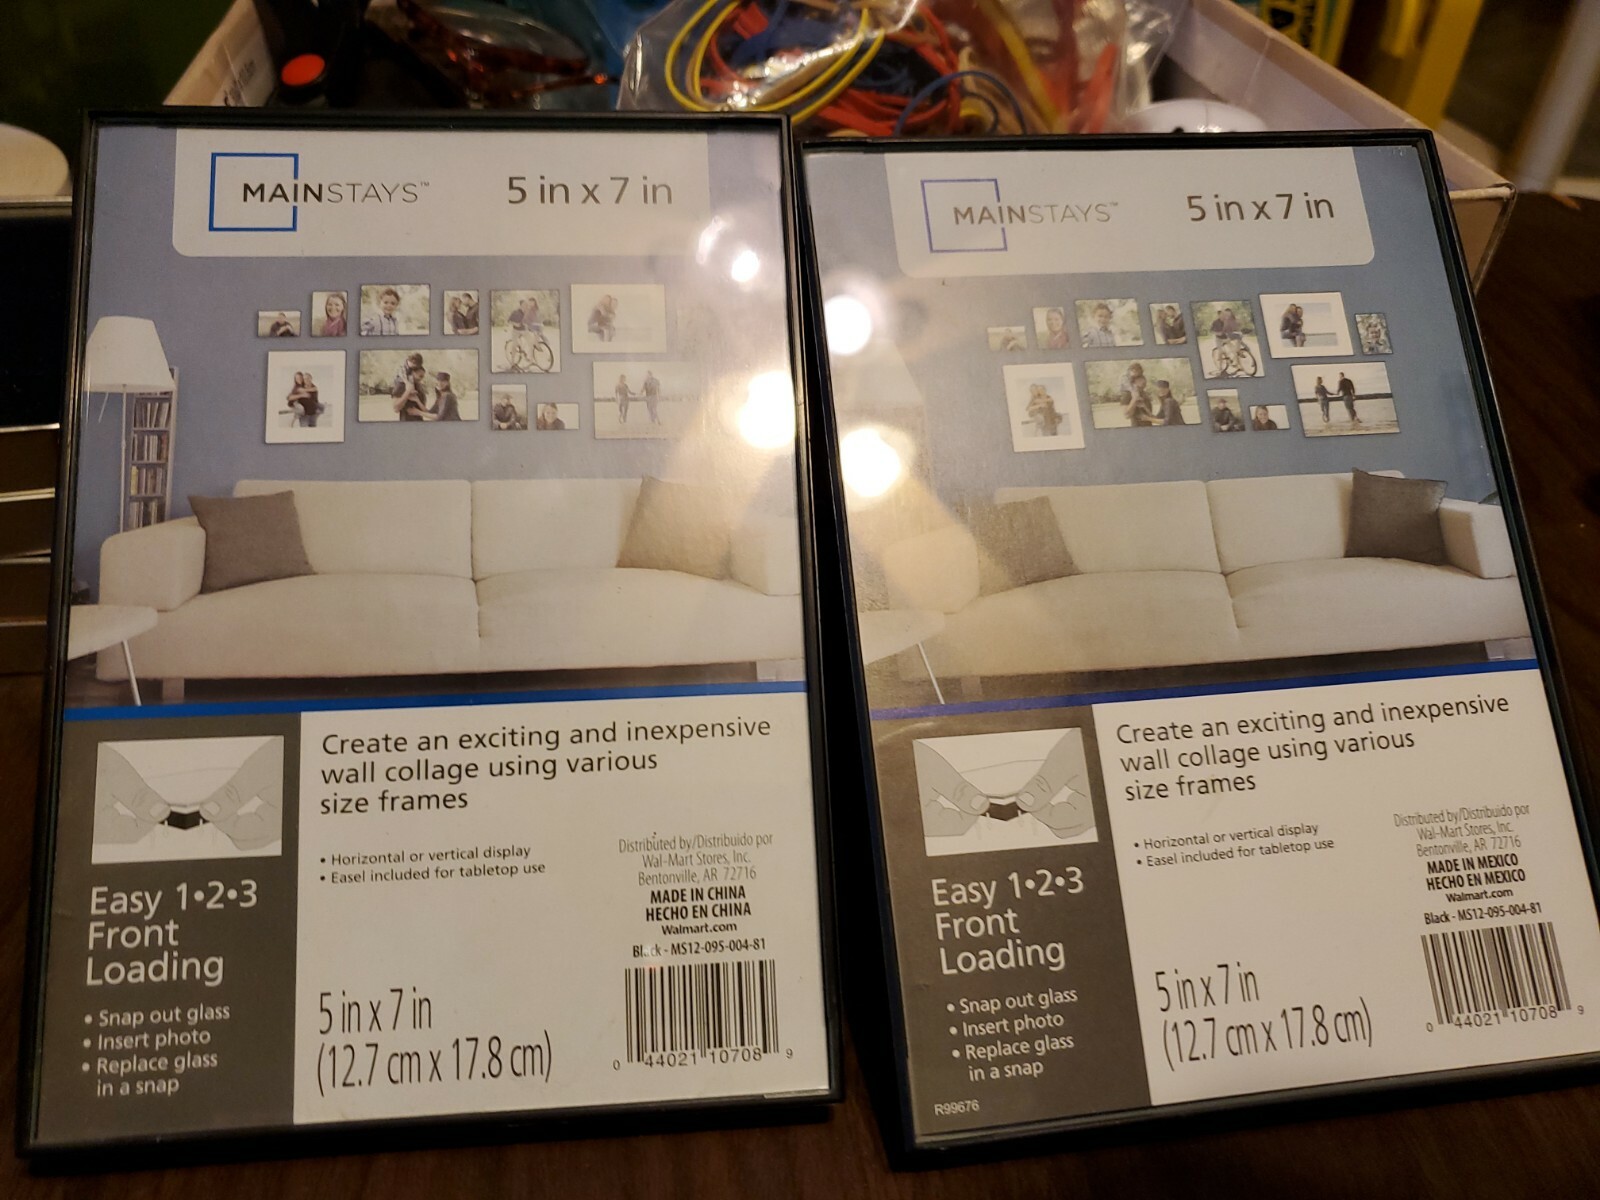 MAINSTAYS™ 5 in x 7 in
Create an exciting and inexpensive
wall collage using various
size frames
• Horizontal or vertical display
• Easel included for tabletop use
Distributed by/Distribuido por
Wal-Mart Stores, Inc.
Bentonville, AR 72716
MADE IN CHINA
HECHO EN CHINA
Walmart.com
Black - MS12-095-004-81
Easy 1•2•3
Front
Loading
• Snap out glass
• Insert photo
• Replace glass
in a snap
5 in x 7 in
(12.7 cm x 17.8 cm)
0 44021 10708 9
MAINSTAYS™ 5 in x 7 in
Create an exciting and inexpensive
wall collage using various
size frames
• Horizontal or vertical display
• Easel included for tabletop use
Distributed by/Distribuido por
Wal-Mart Stores, Inc.
Bentonville, AR 72716
MADE IN MEXICO
HECHO EN MEXICO
Walmart.com
Black - MS12-095-004-81
Easy 1•2•3
Front
Loading
• Snap out glass
• Insert photo
• Replace glass
in a snap
5 in x 7 in
(12.7 cm x 17.8 cm)
0 44021 10708 9
R99676